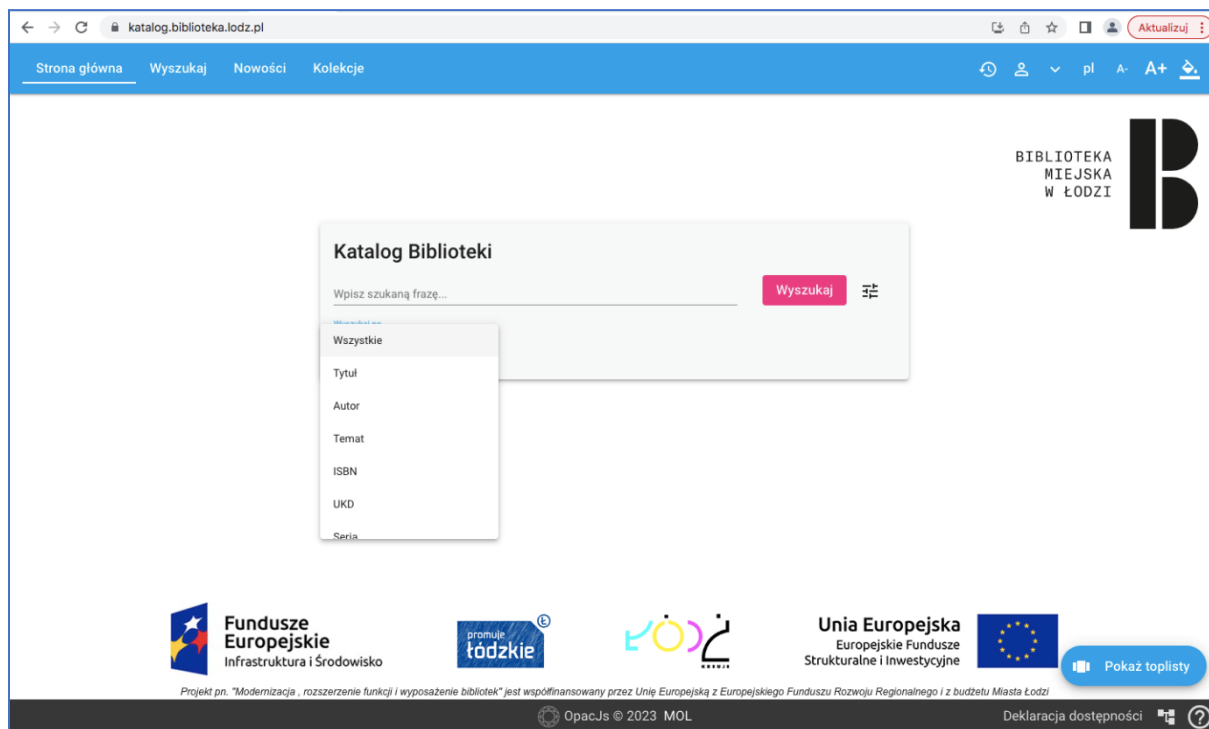 katalog.biblioteka.lodz.pl
Aktualizuj
Strona główna Wyszukaj Nowości Kolekcje
pl A- A+
BIBLIOTEKA
MIEJSKA
W ŁODZI
Katalog Biblioteki
Wpisz szukaną frazę...
Wyszukaj
Wszystkie
Tytuł
Autor
Temat
ISBN
UKD
Seria
Fundusze
Europejskie
Infrastruktura i Środowisko
promuje
łódzkie
ŁÓDŹ
KREUJE
Unia Europejska
Europejskie Fundusze
Strukturalne i Inwestycyjne
Pokaż toplisty
Projekt pn. "Modernizacja , rozszerzenie funkcji i wyposażenie bibliotek" jest współfinansowany przez Unię Europejską z Europejskiego Funduszu Rozwoju Regionalnego i z budżetu Miasta Łodzi
OpacJs © 2023 MOL
Deklaracja dostępności